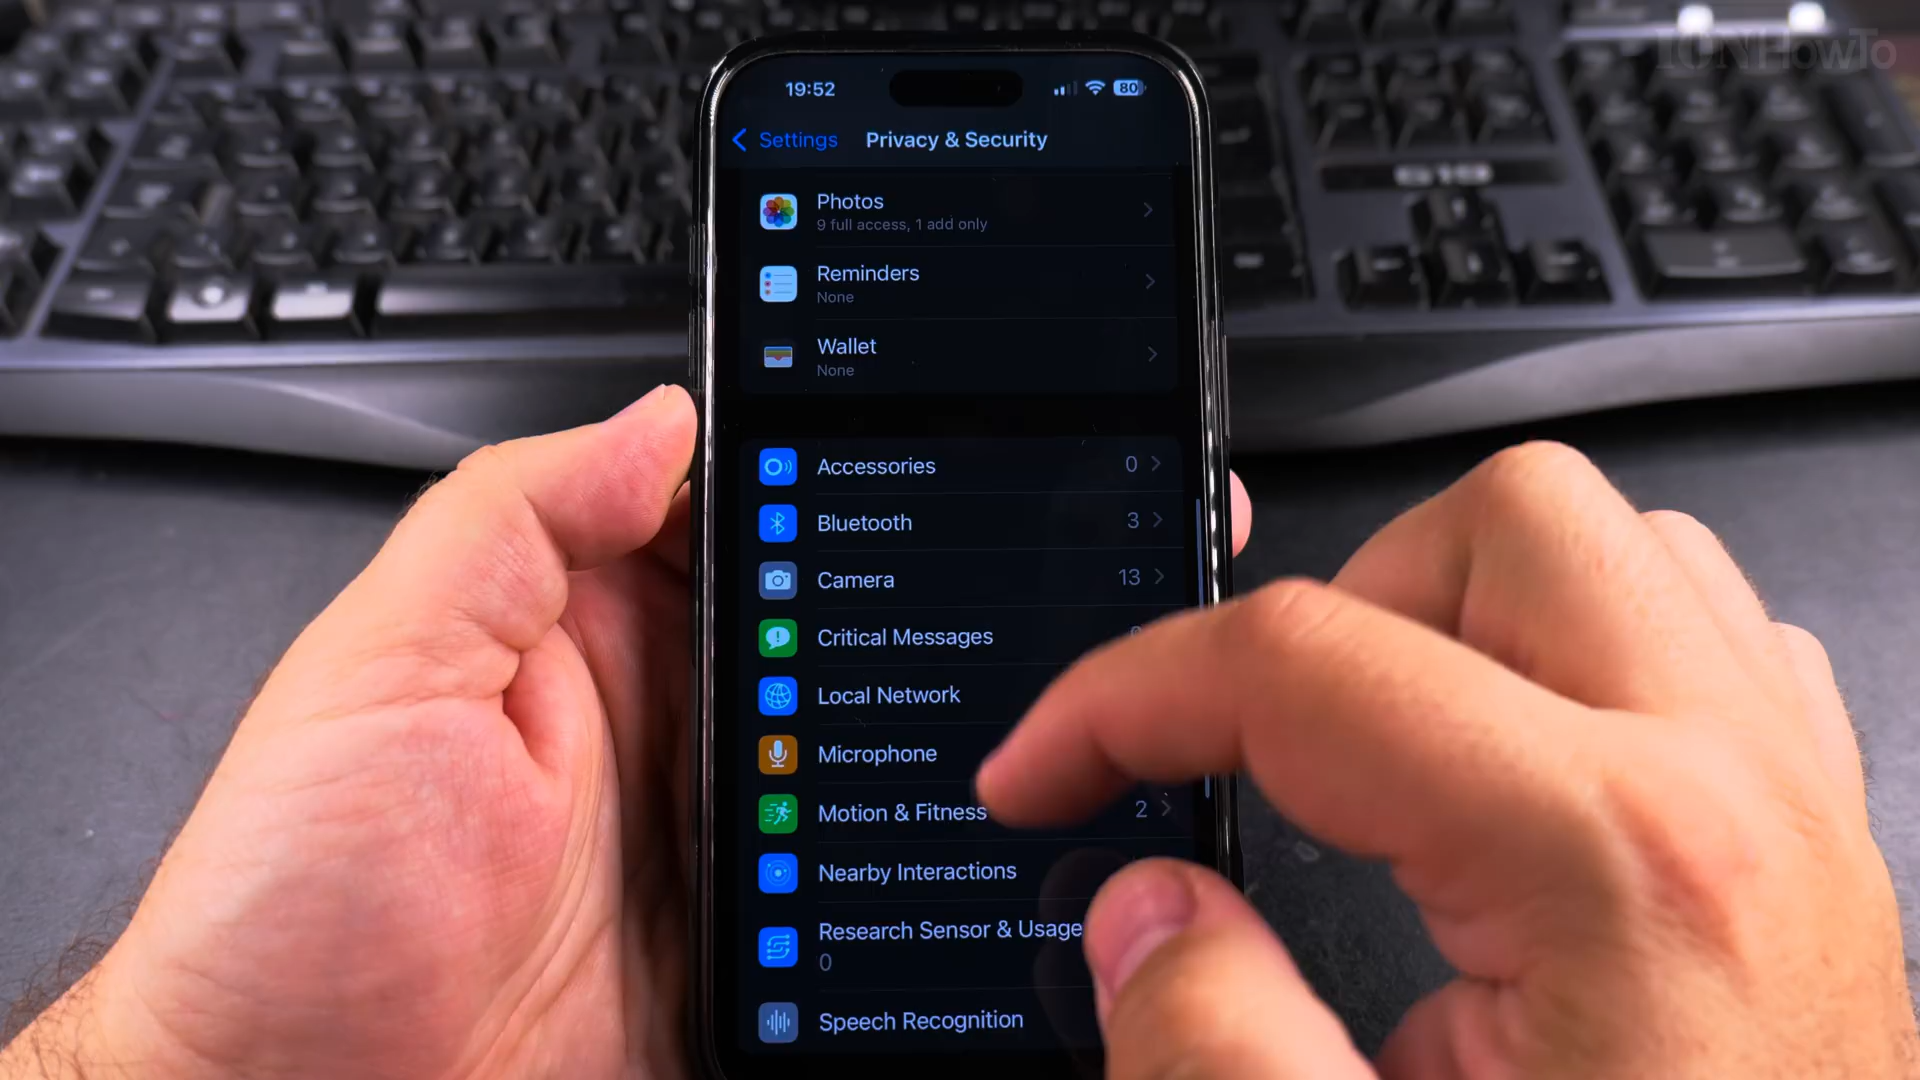 IONHowTo
19:52
80
Settings
Privacy & Security
G19
Photos
9 full access, 1 add only
Reminders
None
Wallet
None
Accessories 0
Bluetooth 3
Camera 13
Critical Messages
Local Network
Microphone
Motion & Fitness 2
Nearby Interactions
Research Sensor & Usage
0
Speech Recognition